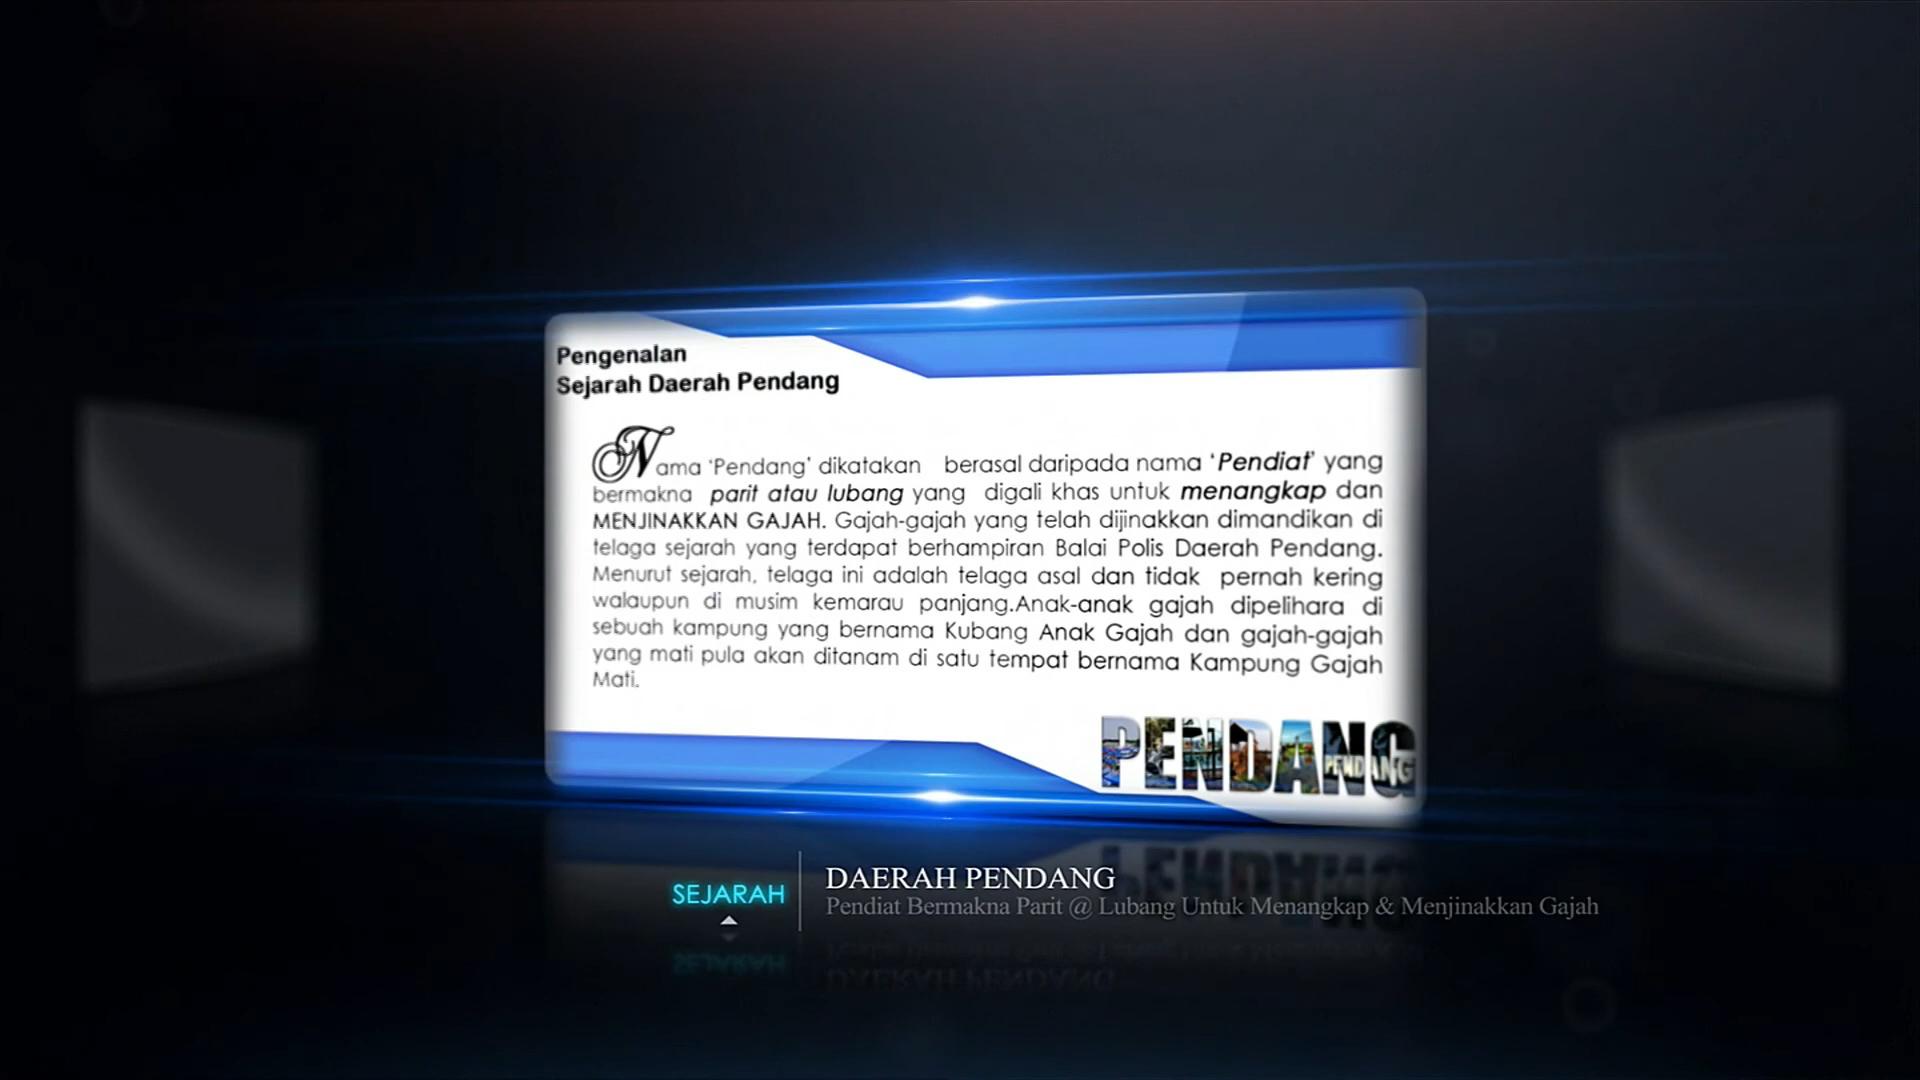 Pengenalan
Sejarah Daerah Pendang
Nama ‘Pendang’ dikatakan berasal daripada nama ‘Pendiat’ yang
bermakna parit atau lubang yang digali khas untuk menangkap dan
MENJINAKKAN GAJAH. Gajah-gajah yang telah dijinakkan dimandikan di
telaga sejarah yang terdapat berhampiran Balai Polis Daerah Pendang.
Menurut sejarah, telaga ini adalah telaga asal dan tidak pernah kering
walaupun di musim kemarau panjang.Anak-anak gajah dipelihara di
sebuah kampung yang bernama Kubang Anak Gajah dan gajah-gajah
yang mati pula akan ditanam di satu tempat bernama Kampung Gajah
Mati.
PENDANG
PENDANG
SEJARAH
DAERAH PENDANG
Pendiat Bermakna Parit @ Lubang Untuk Menangkap & Menjinakkan Gajah